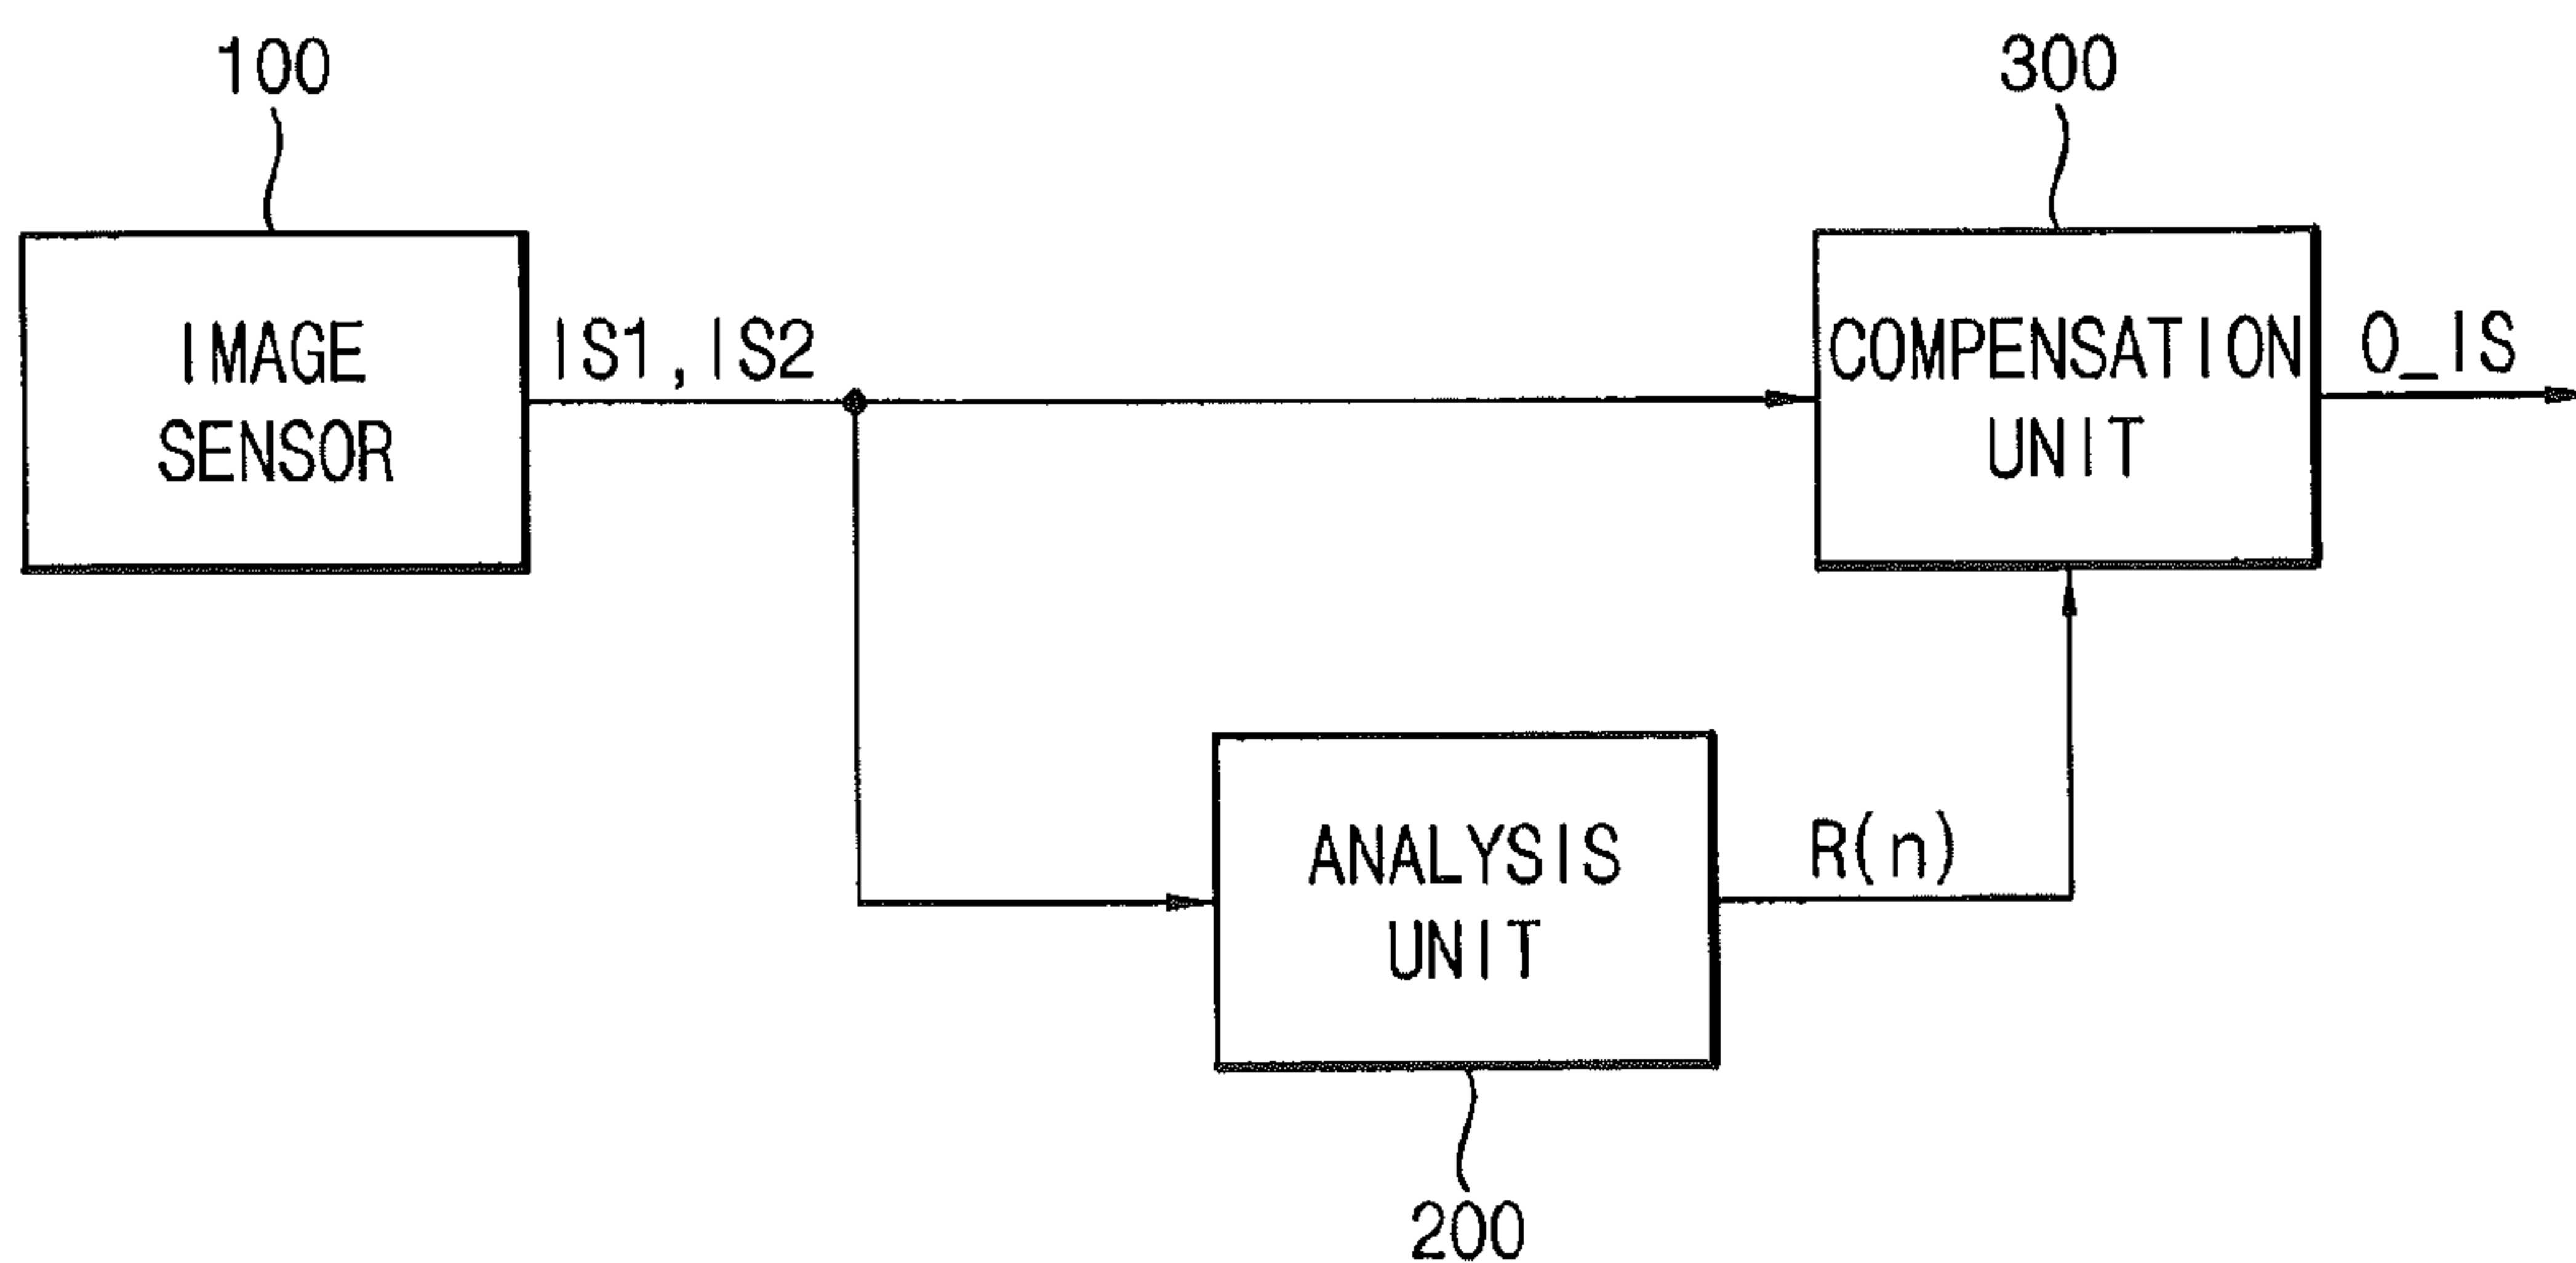 100
300
IMAGE
SENSOR
IS1, IS2
COMPENSATION
UNIT
O_IS
ANALYSIS
UNIT
R(n)
200